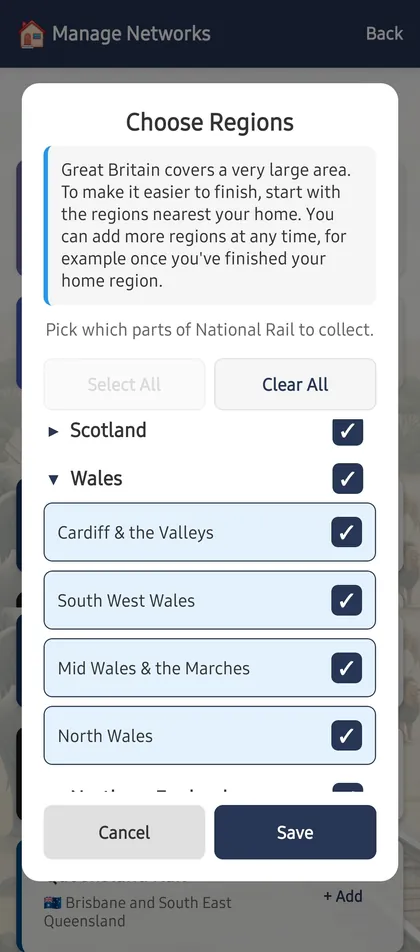 Manage Networks
Back
Choose Regions
Great Britain covers a very large area.
To make it easier to finish, start with
the regions nearest your home. You
can add more regions at any time, for
example once you've finished your
home region.
Pick which parts of National Rail to collect.
Select All
Clear All
▶ Scotland ✓
▼ Wales ✓
Cardiff & the Valleys ✓
South West Wales ✓
Mid Wales & the Marches ✓
North Wales ✓
Cancel
Save
Brisbane and South East
Queensland
+ Add